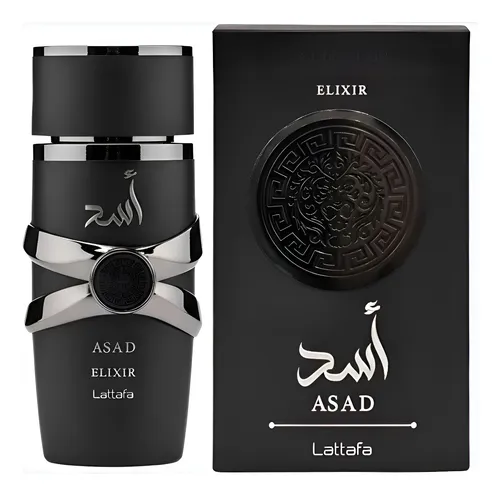 أسد
ASAD
ELIXIR
Lattafa
ELIXIR
أسد
ASAD
Lattafa